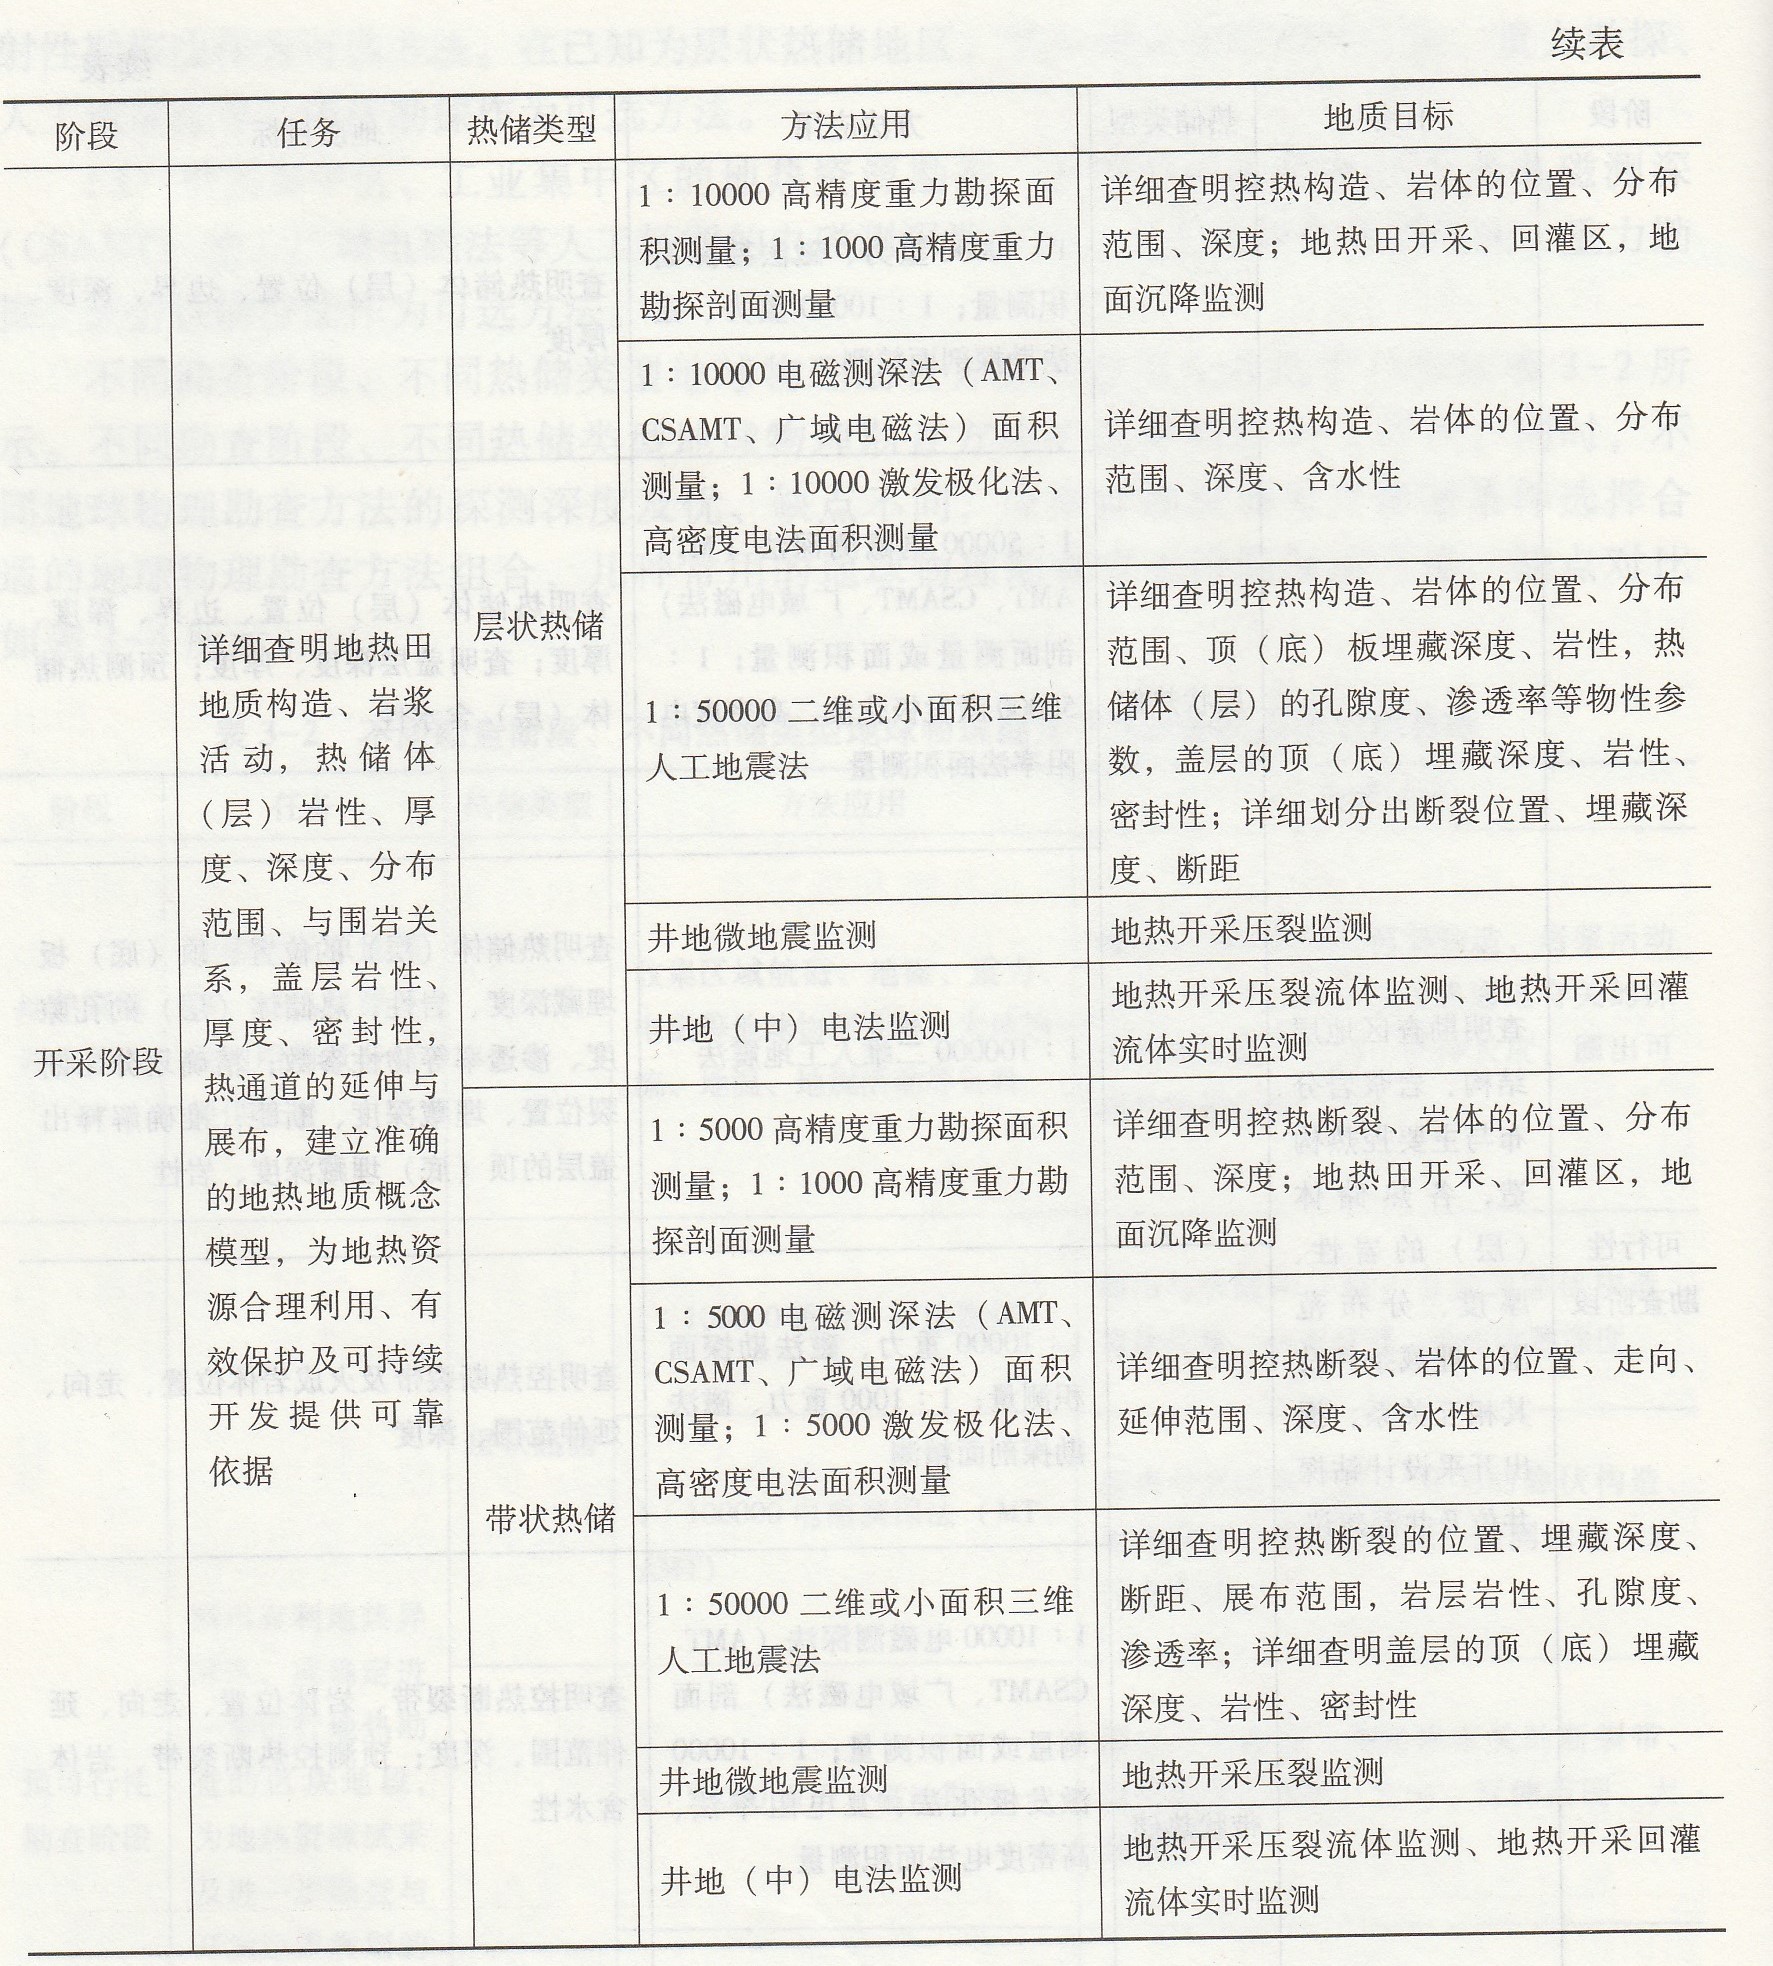 续表
阶段 任务 热储类型 方法应用 地质目标
开采阶段
详细查明地热田
地质构造、岩浆
活动，热储体
（层）岩性、厚
度、深度、分布
范围、与围岩关
系，盖层岩性、
厚度、密封性，
热通道的延伸与
展布，建立准确
的地热地质概念
模型，为地热资
源合理利用、有
效保护及可持续
开发提供可靠
依据
层状热储
1：10000 高精度重力勘探面
积测量；1：1000 高精度重力
勘探剖面测量
详细查明控热构造、岩体的位置、分布
范围、深度；地热田开采、回灌区，地
面沉降监测
1：10000 电磁测深法（AMT、
CSAMT、广域电磁法）面积
测量；1：10000 激发极化法、
高密度电法面积测量
详细查明控热构造、岩体的位置、分布
范围、深度、含水性
1：50000 二维或小面积三维
人工地震法
详细查明控热构造、岩体的位置、分布
范围、顶（底）板埋藏深度、岩性，热
储体（层）的孔隙度、渗透率等物性参
数，盖层的顶（底）埋藏深度、岩性、
密封性；详细划分出断裂位置、埋藏深
度、断距
井地微地震监测
地热开采压裂监测
井地（中）电法监测
地热开采压裂流体监测、地热开采回灌
流体实时监测
带状热储
1：5000 高精度重力勘探面积
测量；1：1000 高精度重力勘
探剖面测量
详细查明控热断裂、岩体的位置、分布
范围、深度；地热田开采、回灌区，地
面沉降监测
1：5000 电磁测深法（AMT、
CSAMT、广域电磁法）面积
测量；1：5000 激发极化法、
高密度电法面积测量
详细查明控热断裂、岩体的位置、走向、
延伸范围、深度、含水性
1：50000 二维或小面积三维
人工地震法
详细查明控热断裂的位置、埋藏深度、
断距、展布范围，岩层岩性、孔隙度、
渗透率；详细查明盖层的顶（底）埋藏
深度、岩性、密封性
井地微地震监测
地热开采压裂监测
井地（中）电法监测
地热开采压裂流体监测、地热开采回灌
流体实时监测